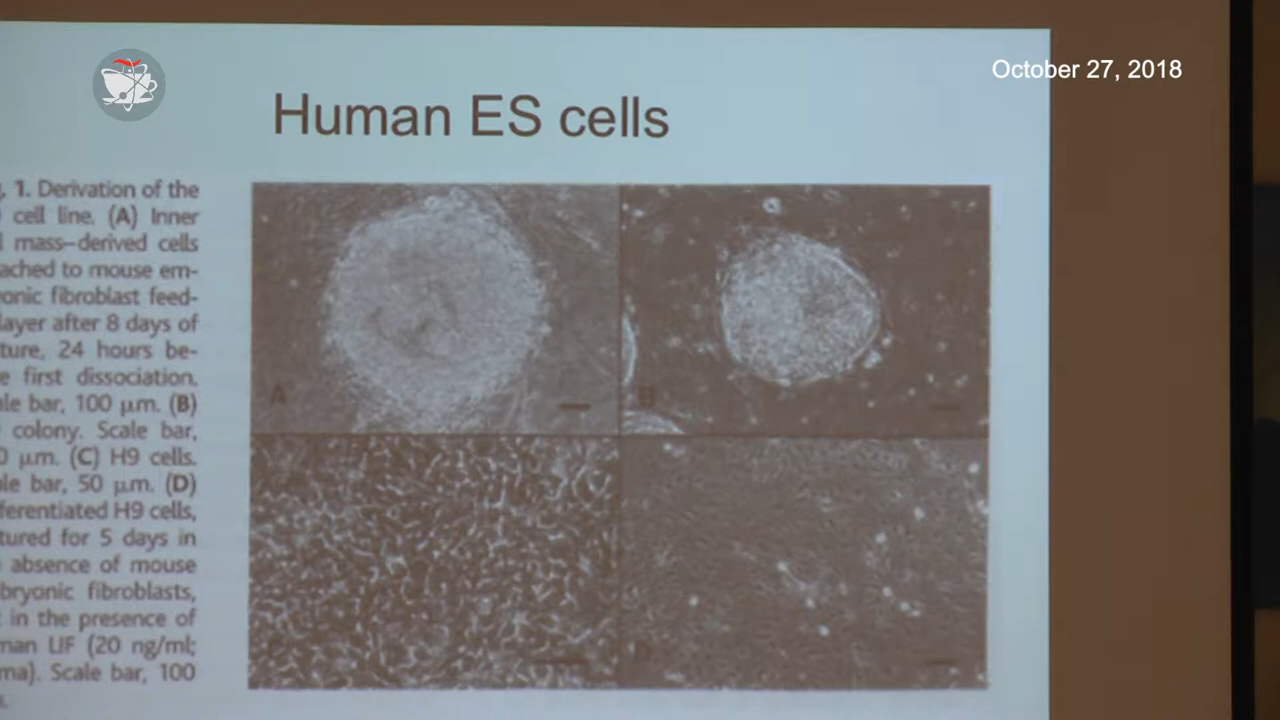 October 27, 2018
Human ES cells
. 1. Derivation of the
cell line. (A) Inner
l mass–derived cells
ached to mouse em-
onic fibroblast feed-
layer after 8 days of
ture, 24 hours be-
e first dissociation.
le bar, 100 µm. (B)
colony. Scale bar,
0 µm. (C) H9 cells.
le bar, 50 µm. (D)
ferentiated H9 cells,
tured for 5 days in
absence of mouse
bryonic fibroblasts,
t in the presence of
man LIF (20 ng/ml;
ma). Scale bar, 100
A
B
D